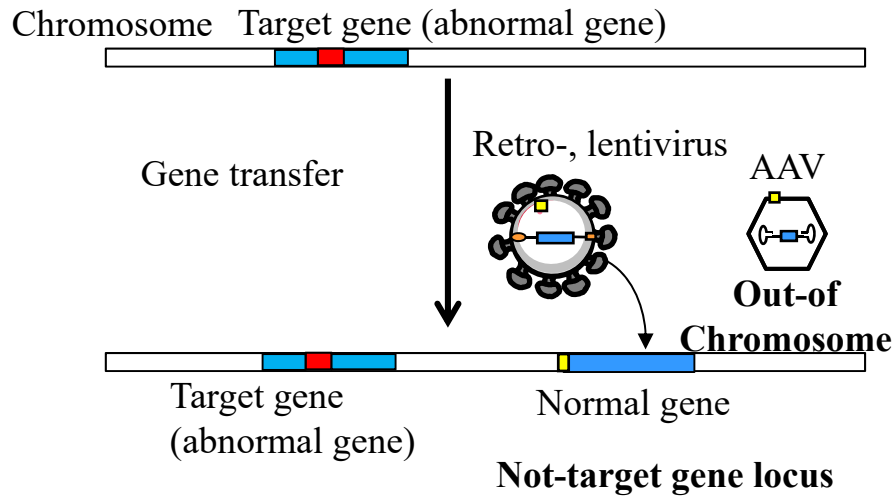 Chromosome Target gene (abnormal gene)
Retro-, lentivirus
Gene transfer
AAV
Out-of
Chromosome
Target gene
(abnormal gene)
Normal gene
Not-target gene locus